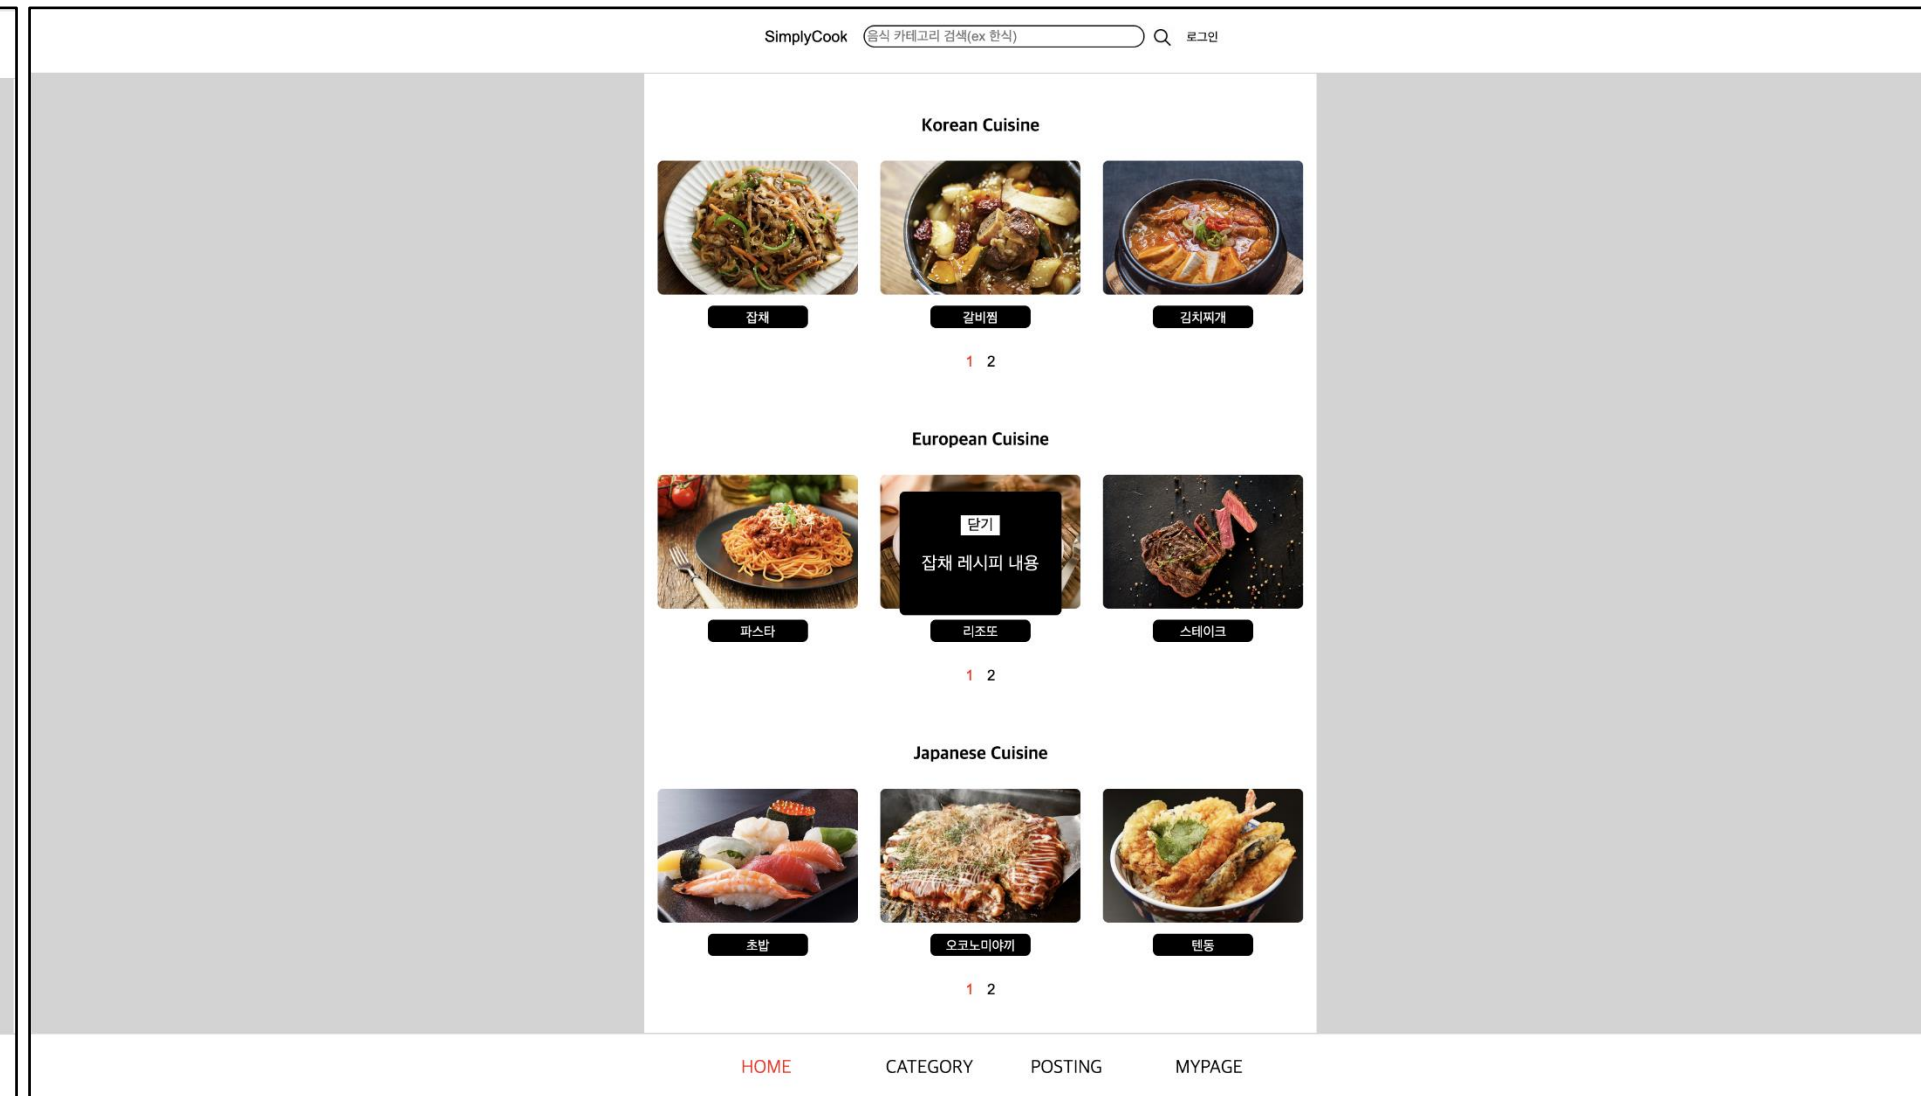 SimplyCook 음식 카테고리 검색(ex 한식) 로그인
Korean Cuisine
잡채 갈비찜 김치찌개
1 2
European Cuisine
닫기
잡채 레시피 내용
파스타 리조또 스테이크
1 2
Japanese Cuisine
초밥 오코노미야끼 텐동
1 2
HOME CATEGORY POSTING MYPAGE